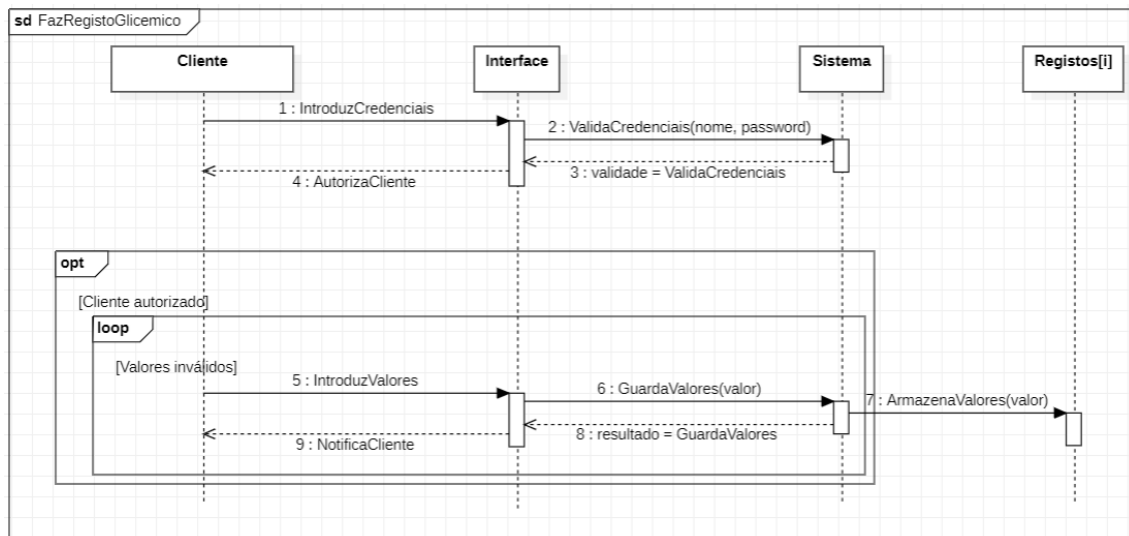 sd FazRegistoGlicemico
Cliente
Interface
Sistema
Registos[i]
1 : IntroduzCredenciais
2 : ValidaCredenciais(nome, password)
3 : validade = ValidaCredenciais
4 : AutorizaCliente
opt
[Cliente autorizado]
loop
[Valores inválidos]
5 : IntroduzValores
6 : GuardaValores(valor)
7 : ArmazenaValores(valor)
8 : resultado = GuardaValores
9 : NotificaCliente